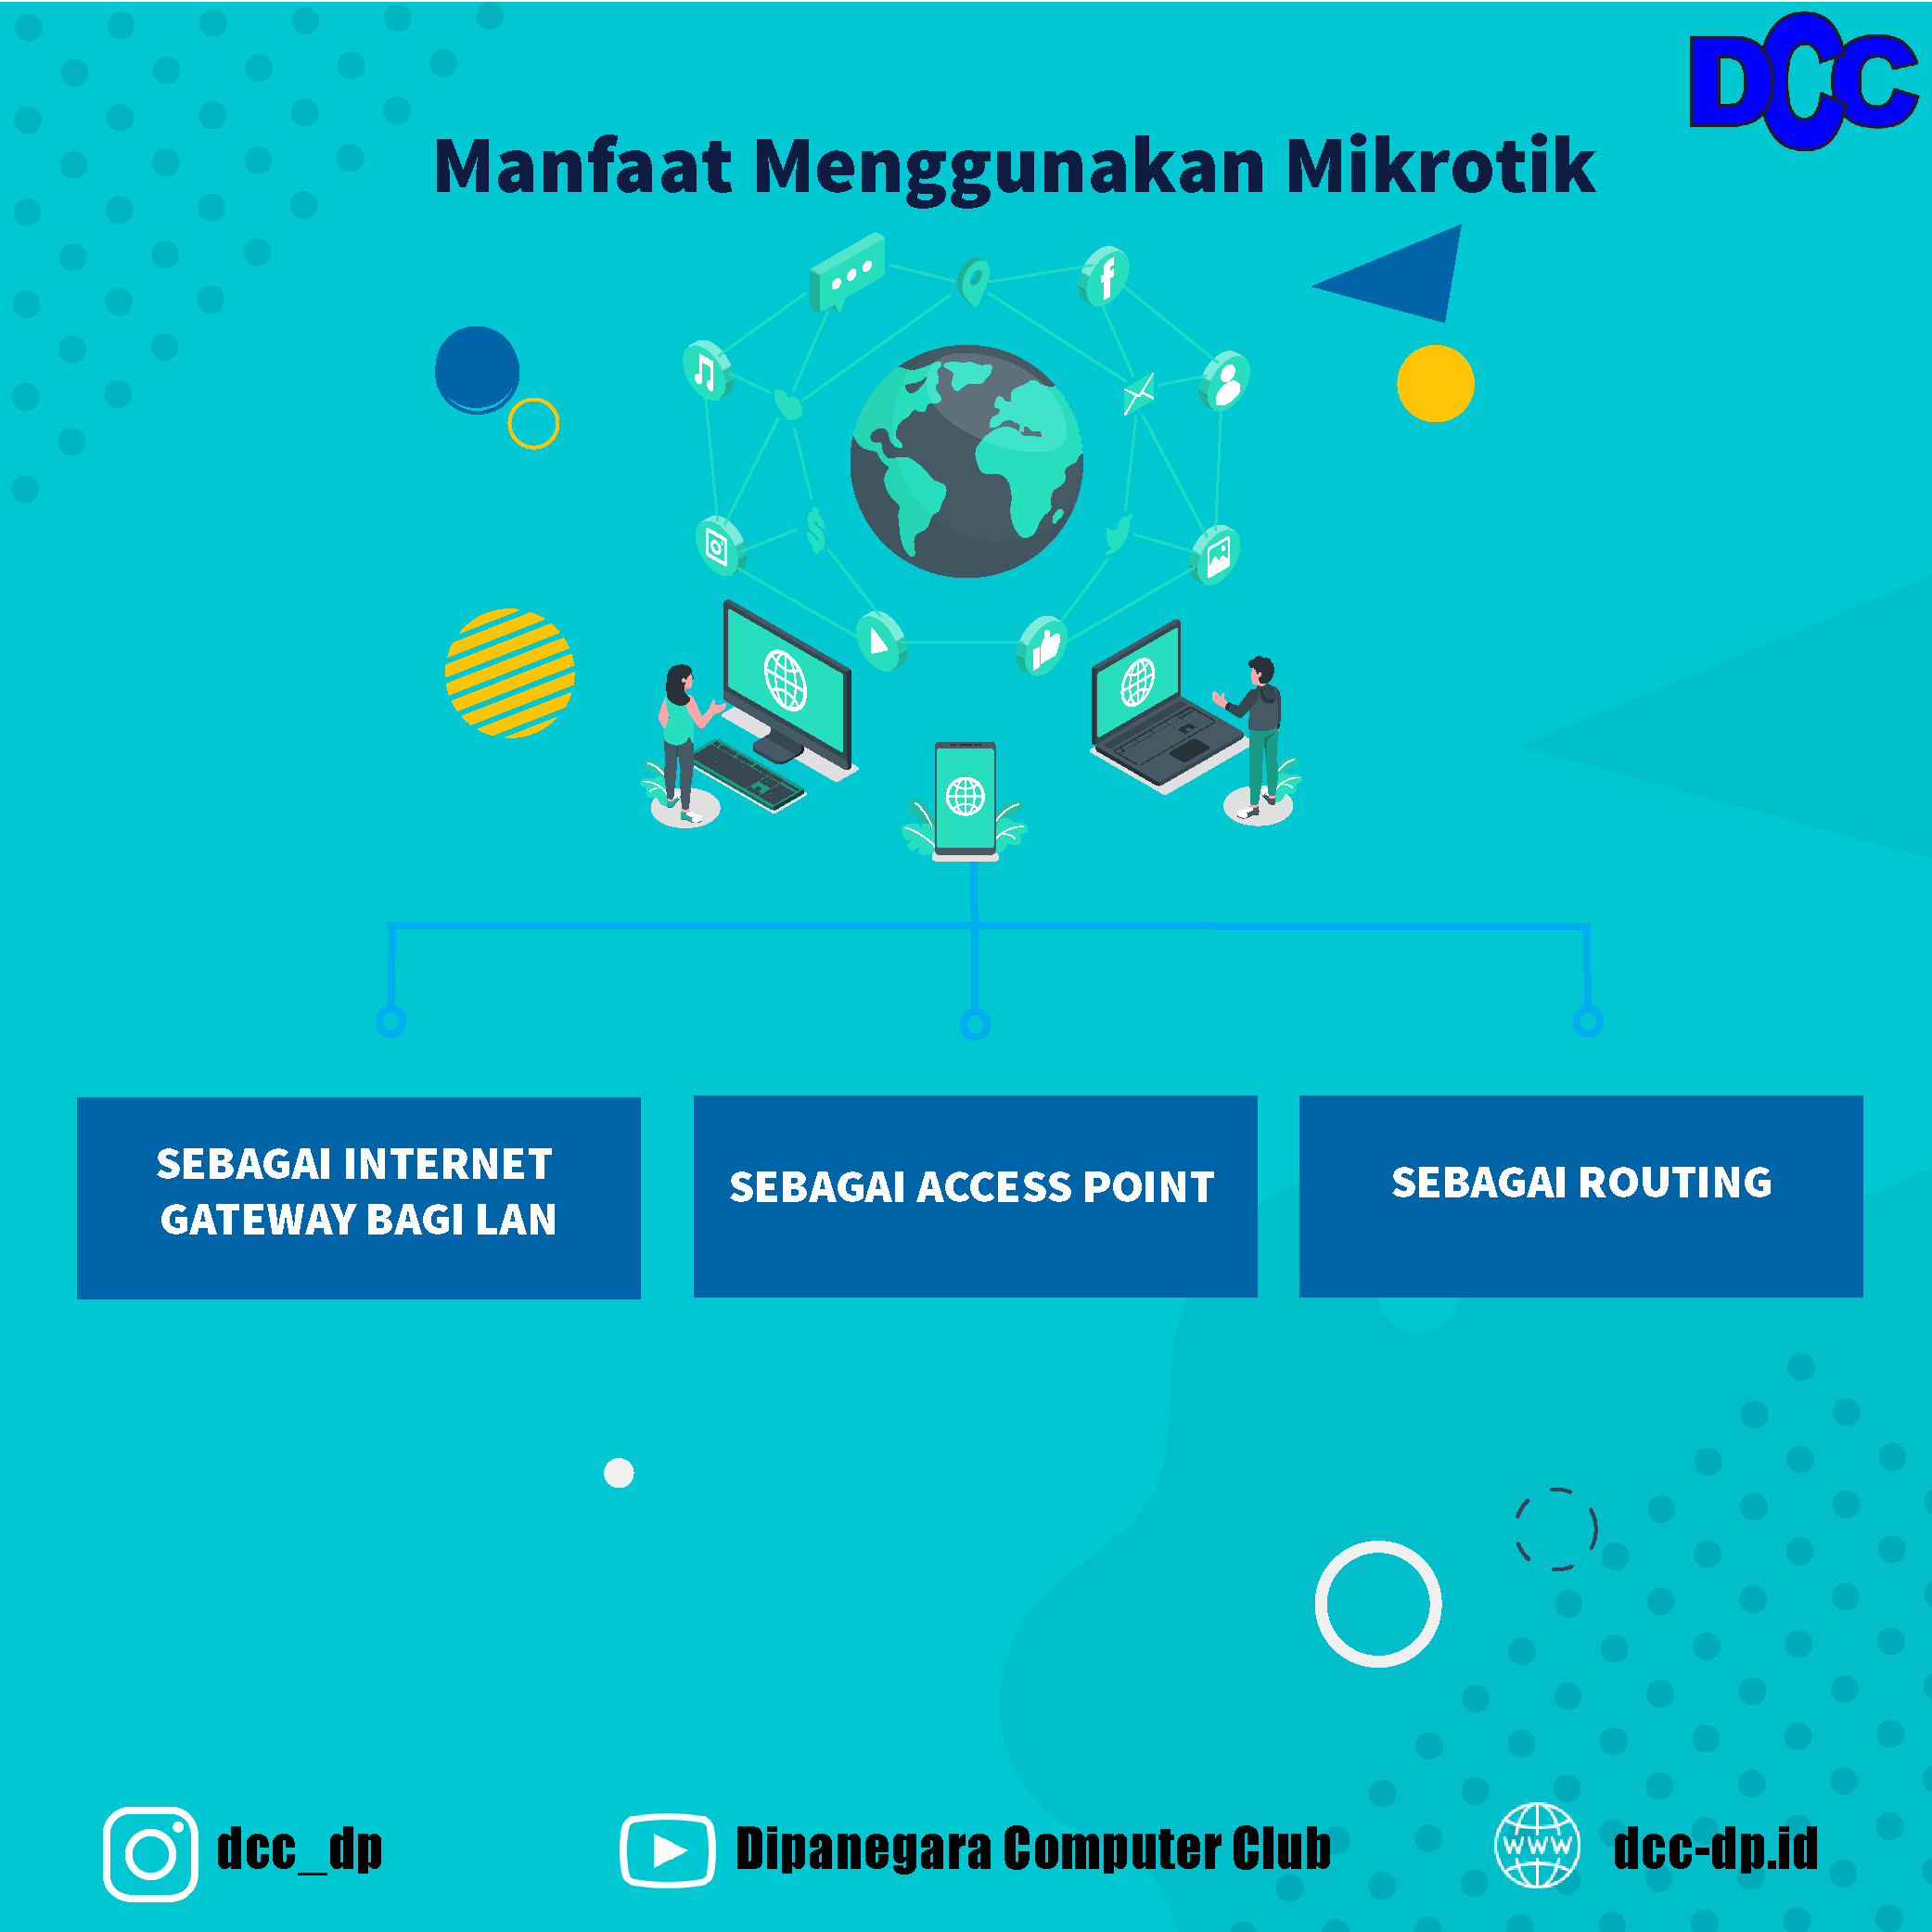 DCC
Manfaat Menggunakan Mikrotik
SEBAGAI INTERNET
GATEWAY BAGI LAN
SEBAGAI ACCESS POINT
SEBAGAI ROUTING
dcc_dp
Dipanegara Computer Club
WWW
dcc-dp.id